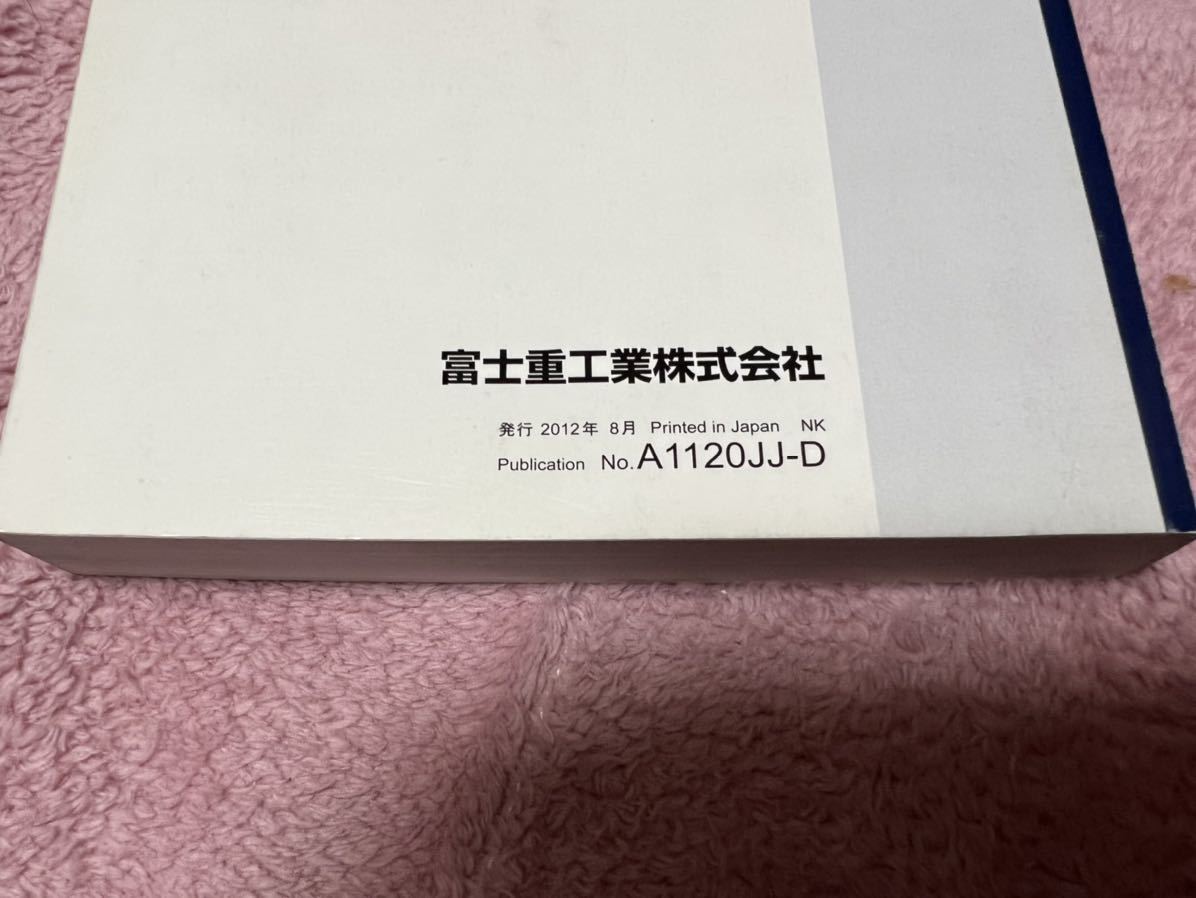 富士重工業株式会社
発行 2012年 8月 Printed in Japan NK
Publication No. A1120JJ-D